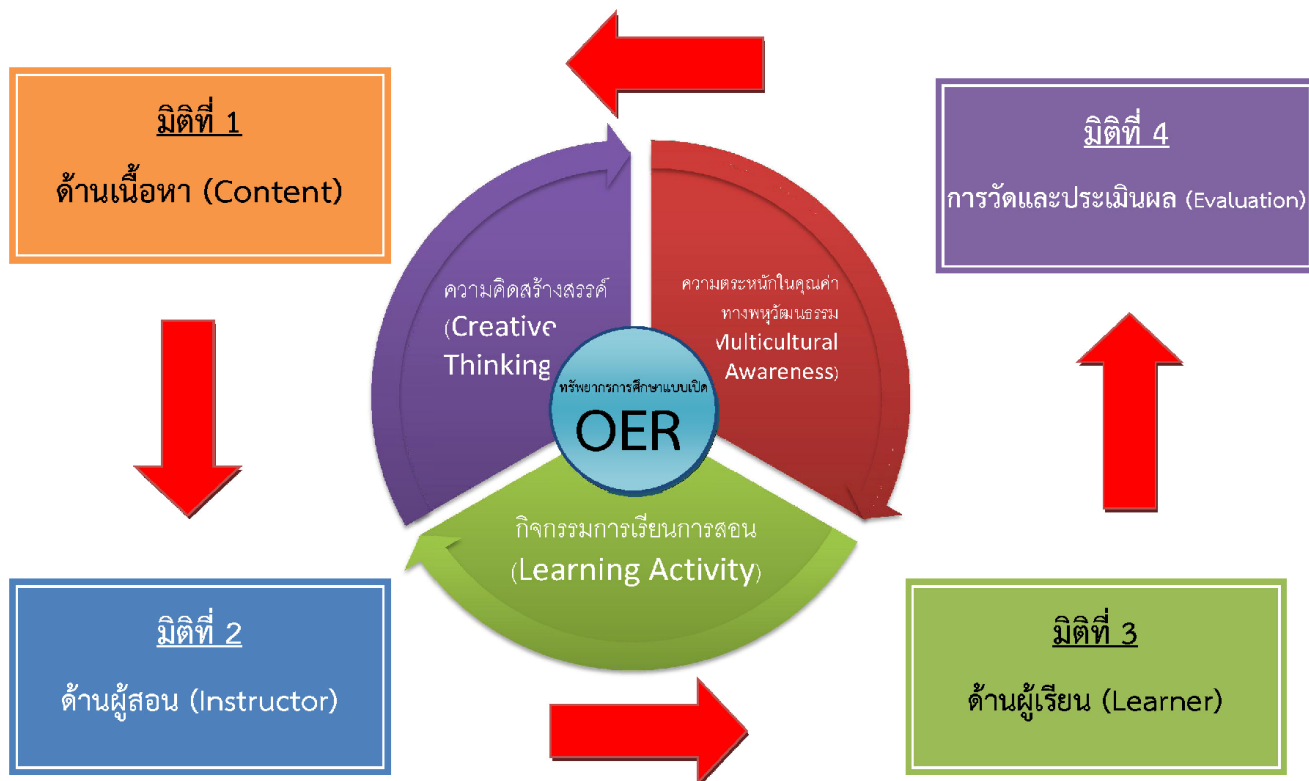 มิติที่ 1
ด้านเนื้อหา (Content)
มิติที่ 4
การวัดและประเมินผล (Evaluation)
ความคิดสร้างสรรค์
(Creative
Thinking
ความตระหนักในคุณค่า
ทางพหุวัฒนธรรม
Multicultural
Awareness)
ทรัพยากรการศึกษาแบบเปิด
OER
กิจกรรมการเรียนการสอน
(Learning Activity)
มิติที่ 2
ด้านผู้สอน (Instructor)
มิติที่ 3
ด้านผู้เรียน (Learner)